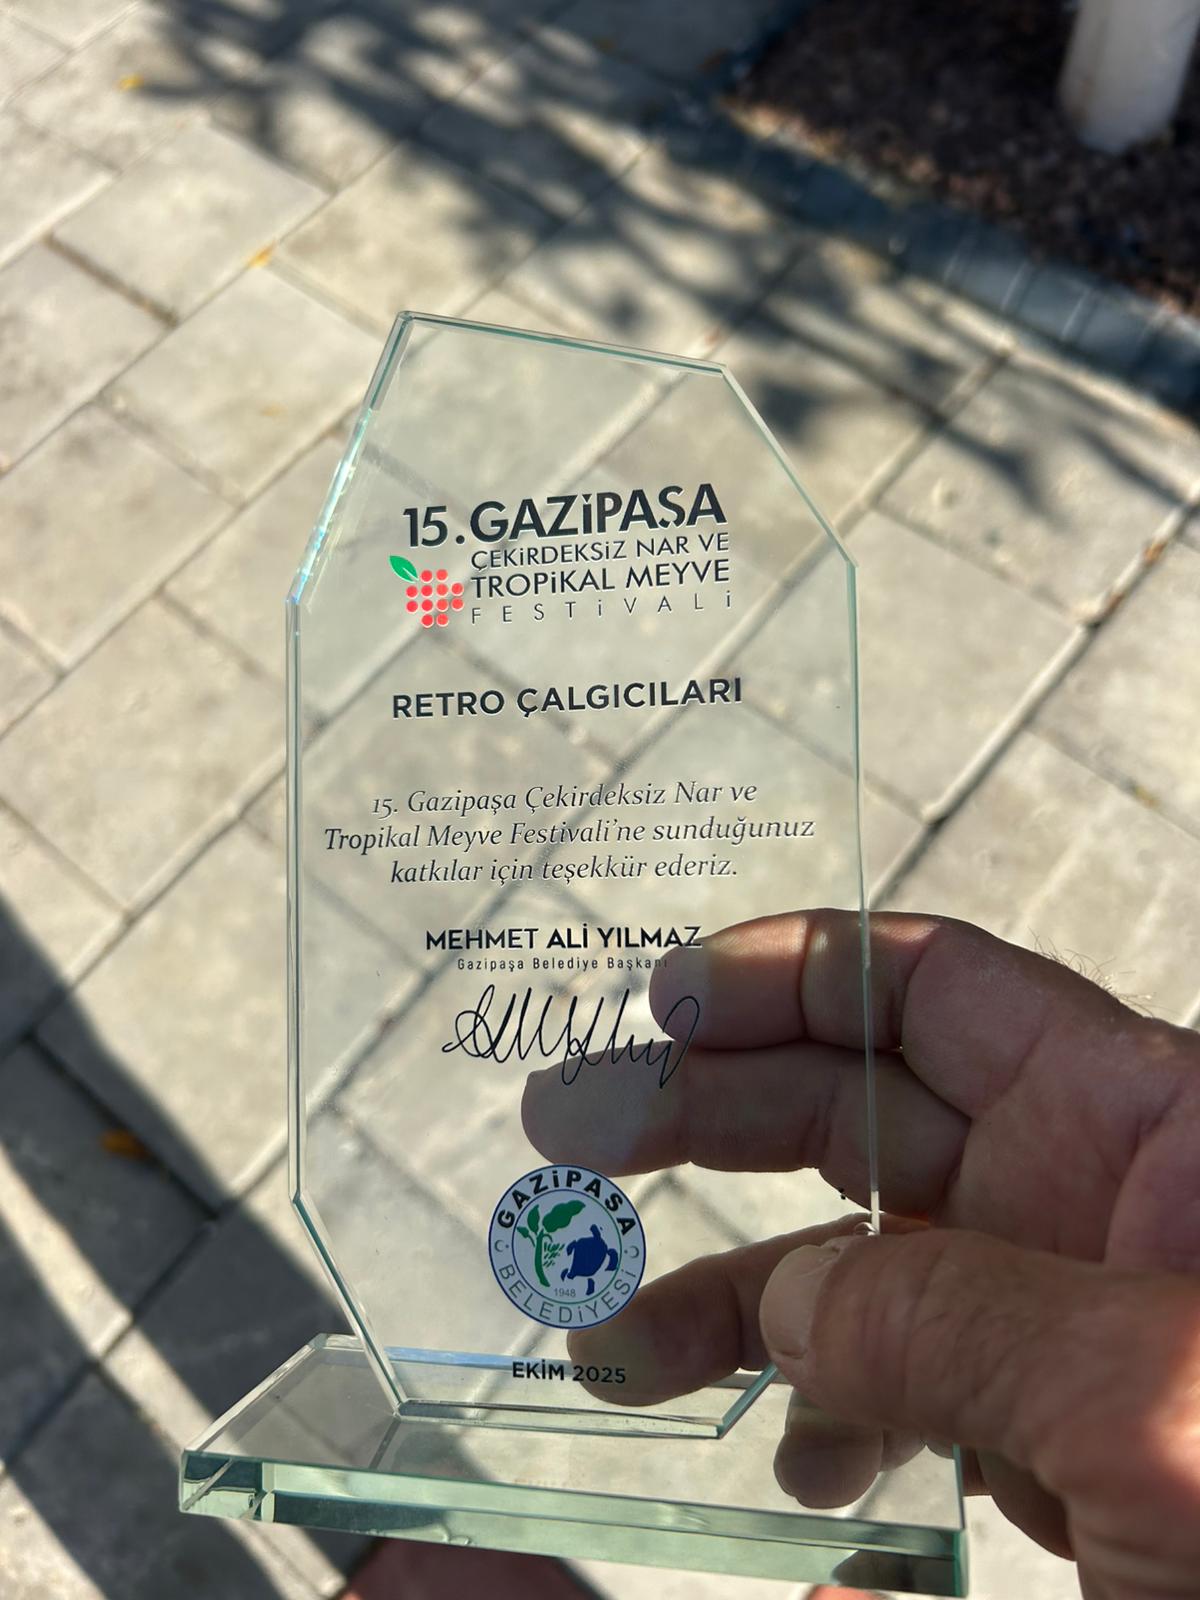 15. GAZİPAŞA
ÇEKİRDEKSİZ NAR VE
TROPİKAL MEYVE
FESTİVALİ
RETRO ÇALGICILARI
15. Gazipaşa Çekirdeksiz Nar ve
Tropikal Meyve Festivali'ne sunduğunuz
katkılar için teşekkür ederiz.
MEHMET ALİ YILMAZ
Gazipaşa Belediye Başkanı
GAZİPAŞA
1948
BELEDİYESİ
EKİM 2025